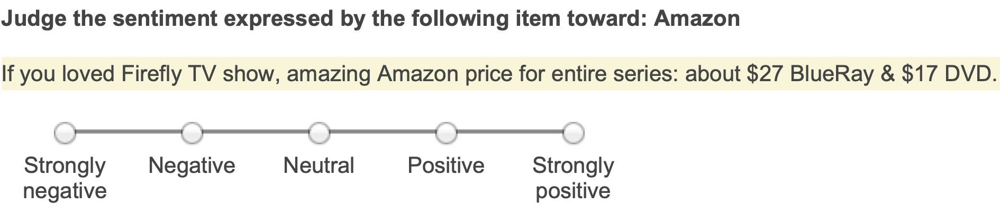 Judge the sentiment expressed by the following item toward: Amazon
If you loved Firefly TV show, amazing Amazon price for entire series: about $27 BlueRay & $17 DVD.
Strongly negative
Negative
Neutral
Positive
Strongly positive